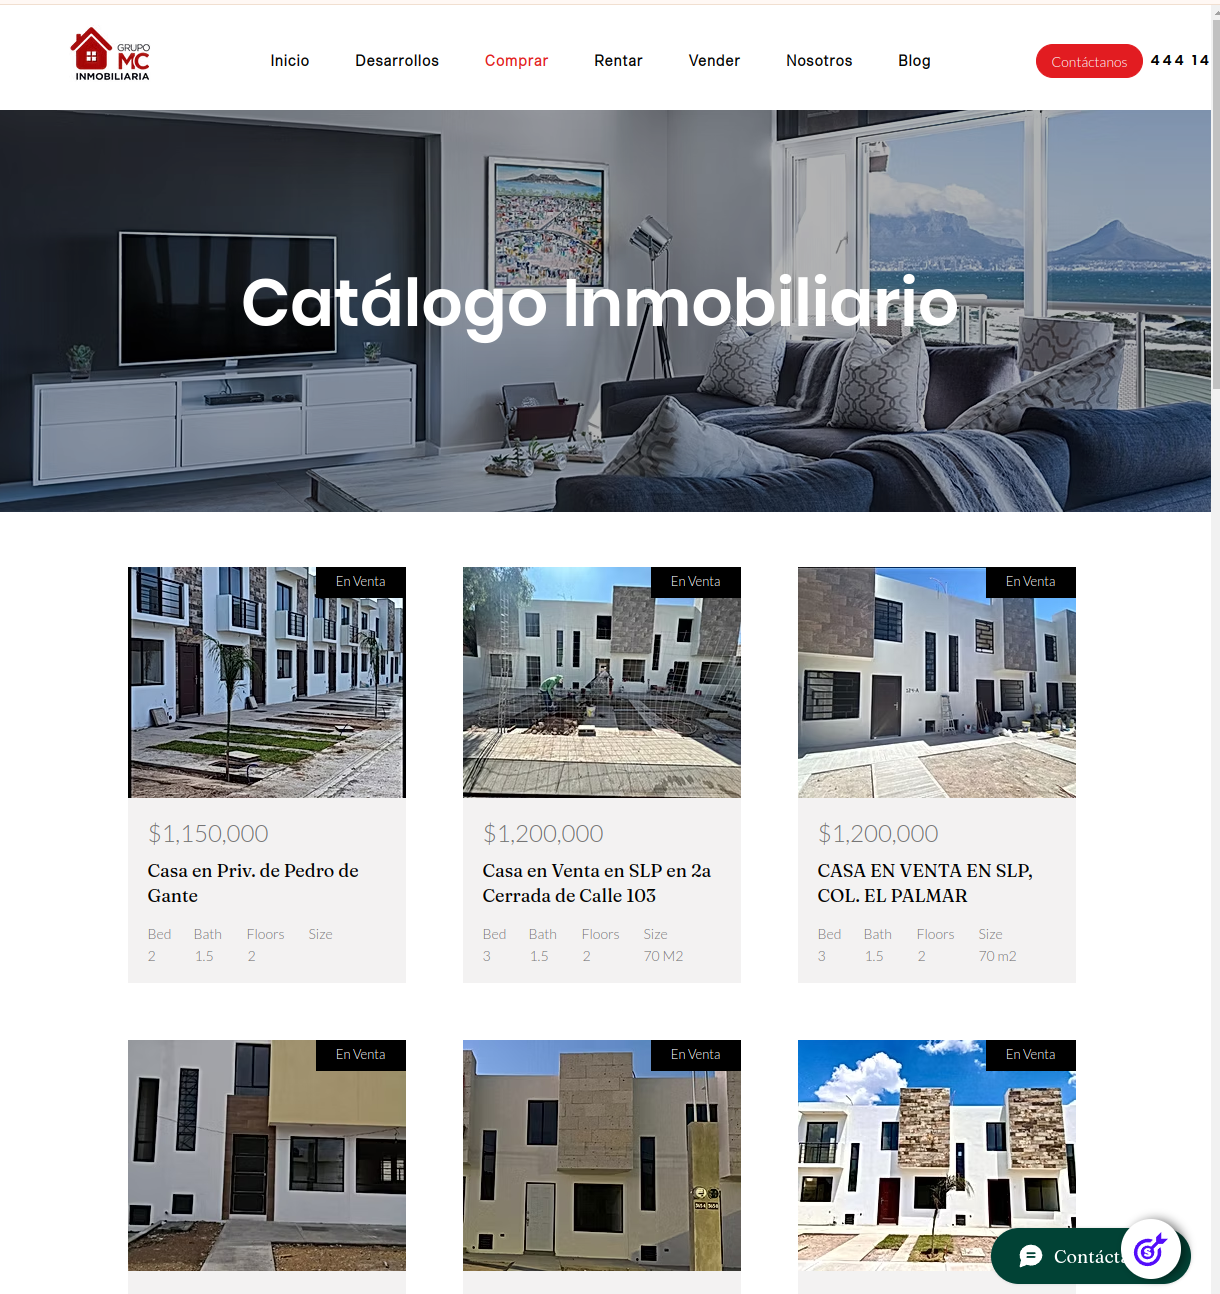 GRUPO
MC
INMOBILIARIA
Inicio
Desarrollos
Comprar
Rentar
Vender
Nosotros
Blog
Contáctanos
444 14
Catálogo Inmobiliario
En Venta
En Venta
En Venta
$1,150,000
Casa en Priv. de Pedro de
Gante
Bed Bath Floors Size
2 1.5 2
$1,200,000
Casa en Venta en SLP en 2a
Cerrada de Calle 103
Bed Bath Floors Size
3 1.5 2 70 M2
$1,200,000
CASA EN VENTA EN SLP,
COL. EL PALMAR
Bed Bath Floors Size
3 1.5 2 70 m2
En Venta
En Venta
En Venta